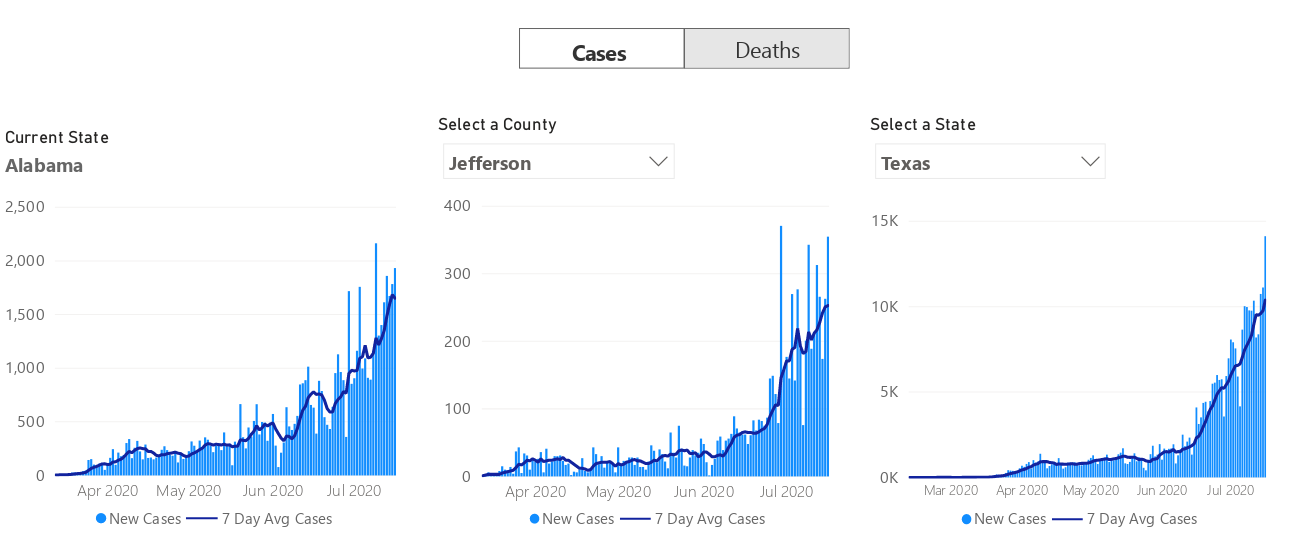 Cases
Deaths
Current State
Alabama
2,500
2,000
1,500
1,000
500
0
Apr 2020 May 2020 Jun 2020 Jul 2020
New Cases 7 Day Avg Cases
Select a County
Jefferson
400
300
200
100
0
Apr 2020 May 2020 Jun 2020 Jul 2020
New Cases 7 Day Avg Cases
Select a State
Texas
15K
10K
5K
0K
Mar 2020 Apr 2020 May 2020 Jun 2020 Jul 2020
New Cases 7 Day Avg Cases